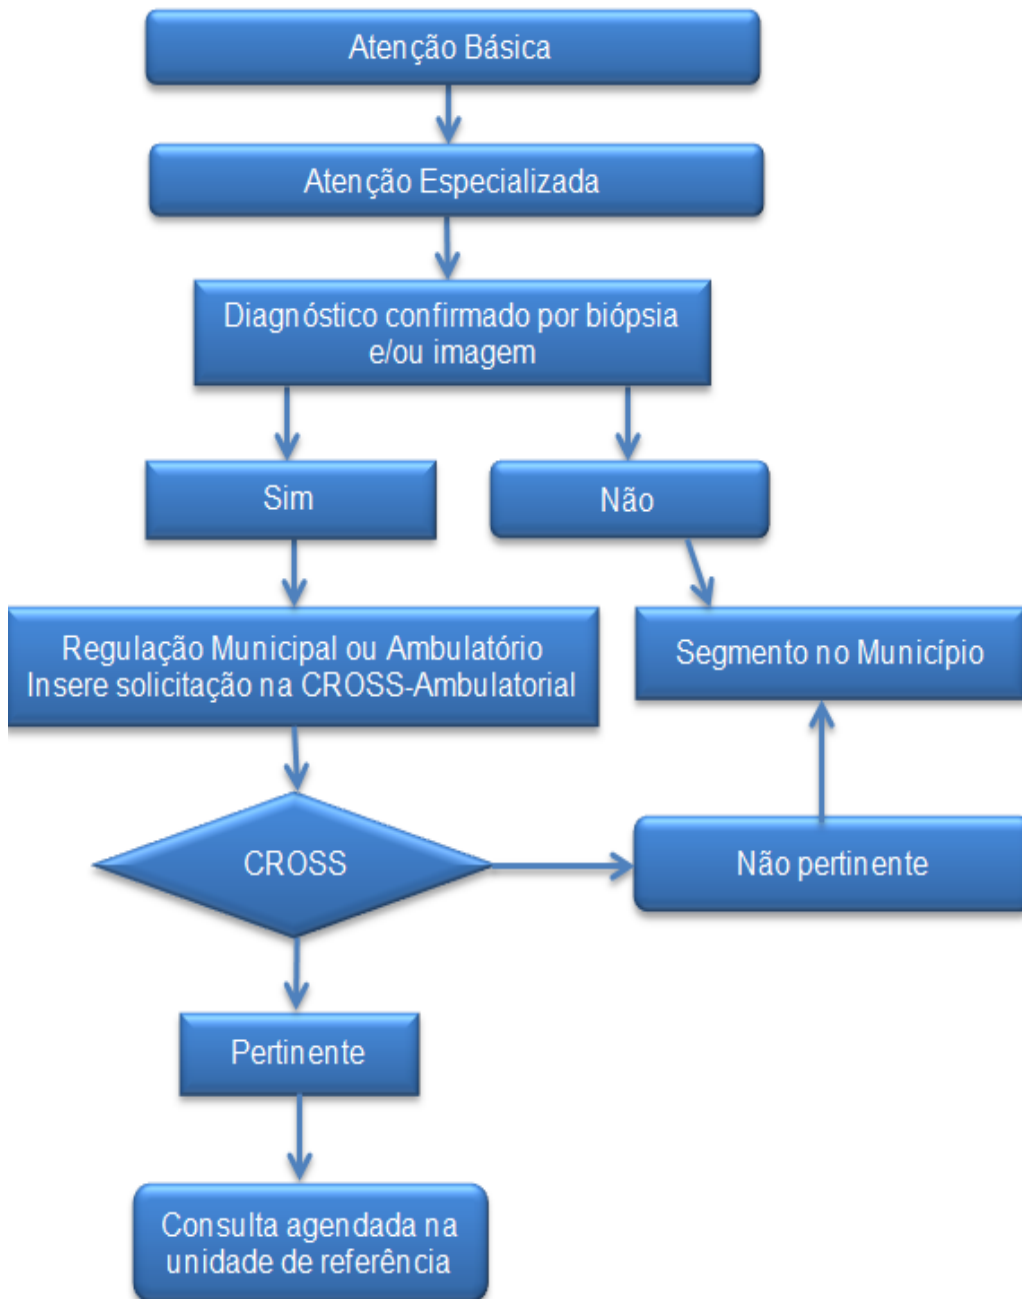 Atenção Básica
Atenção Especializada
Diagnóstico confirmado por biópsia
e/ou imagem
Sim
Não
Regulação Municipal ou Ambulatório
Insere solicitação na CROSS-Ambulatorial
Segmento no Município
CROSS
Não pertinente
Pertinente
Consulta agendada na
unidade de referência